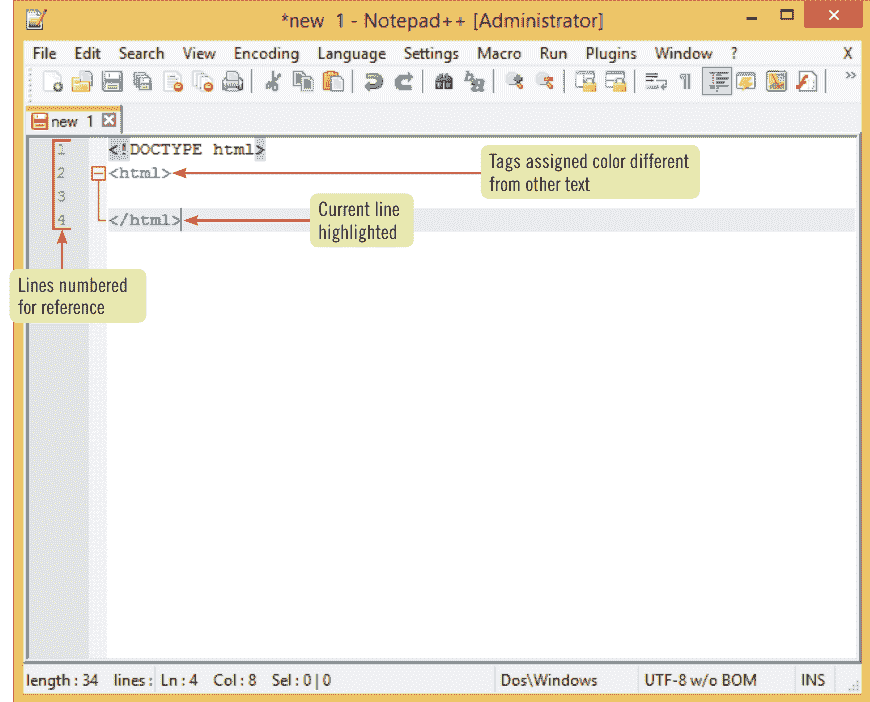 *new 1 - Notepad++ [Administrator]
File Edit Search View Encoding Language Settings Macro Run Plugins Window ? X
new 1
1 <!DOCTYPE html>
2 <html>
3
4 </html>
Tags assigned color different
from other text
Current line
highlighted
Lines numbered
for reference
length : 34 lines : Ln : 4 Col : 8 Sel : 0 | 0 Dos\Windows UTF-8 w/o BOM INS